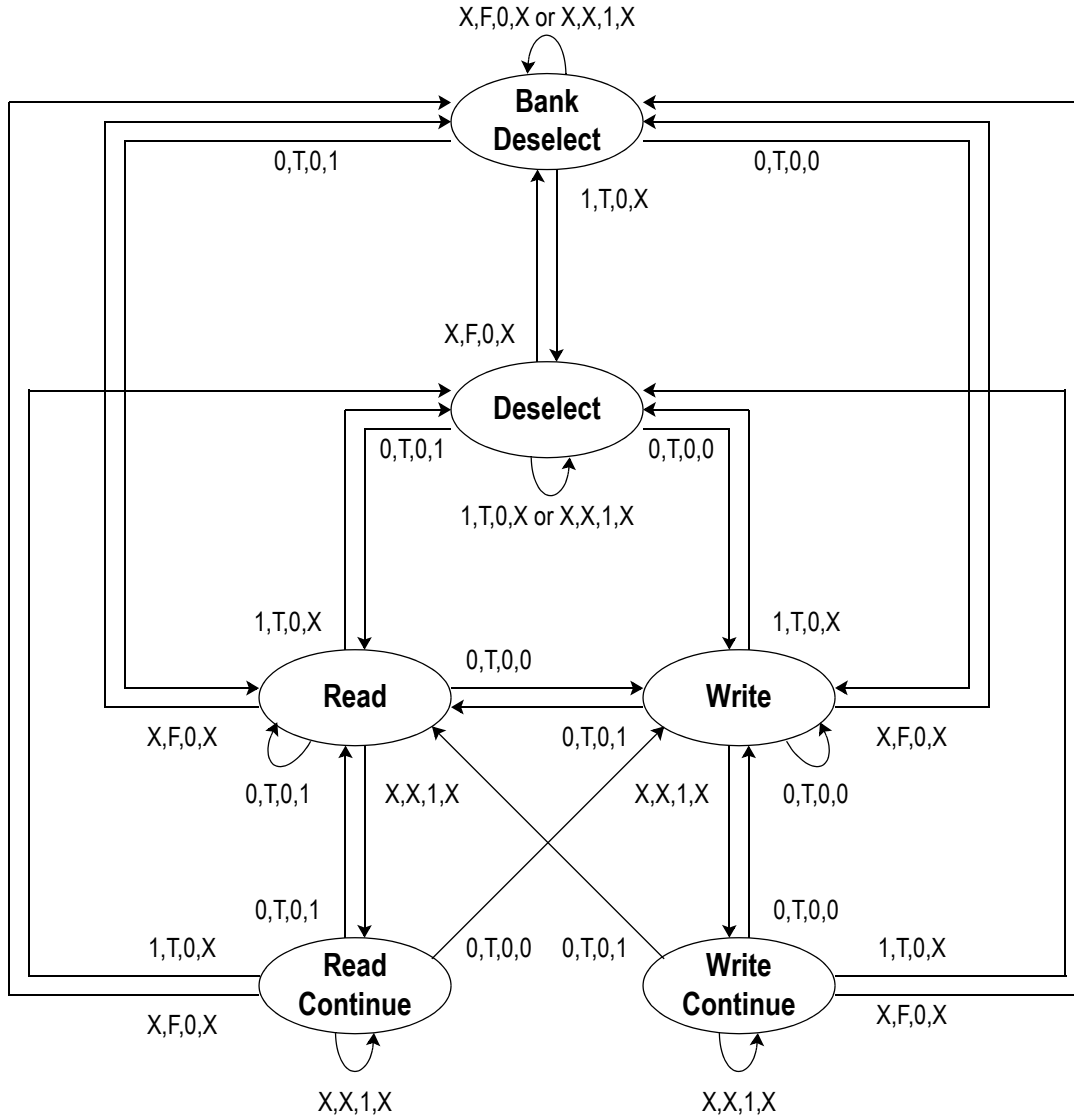 X,F,0,X or X,X,1,X
Bank
Deselect
0,T,0,1
0,T,0,0
1,T,0,X
X,F,0,X
Deselect
0,T,0,1
0,T,0,0
1,T,0,X or X,X,1,X
1,T,0,X
1,T,0,X
0,T,0,0
Read
Write
X,F,0,X
0,T,0,1
X,F,0,X
0,T,0,1
X,X,1,X
X,X,1,X
0,T,0,0
0,T,0,1
0,T,0,0
1,T,0,X
0,T,0,0
0,T,0,1
1,T,0,X
Read
Continue
Write
Continue
X,F,0,X
X,F,0,X
X,X,1,X
X,X,1,X